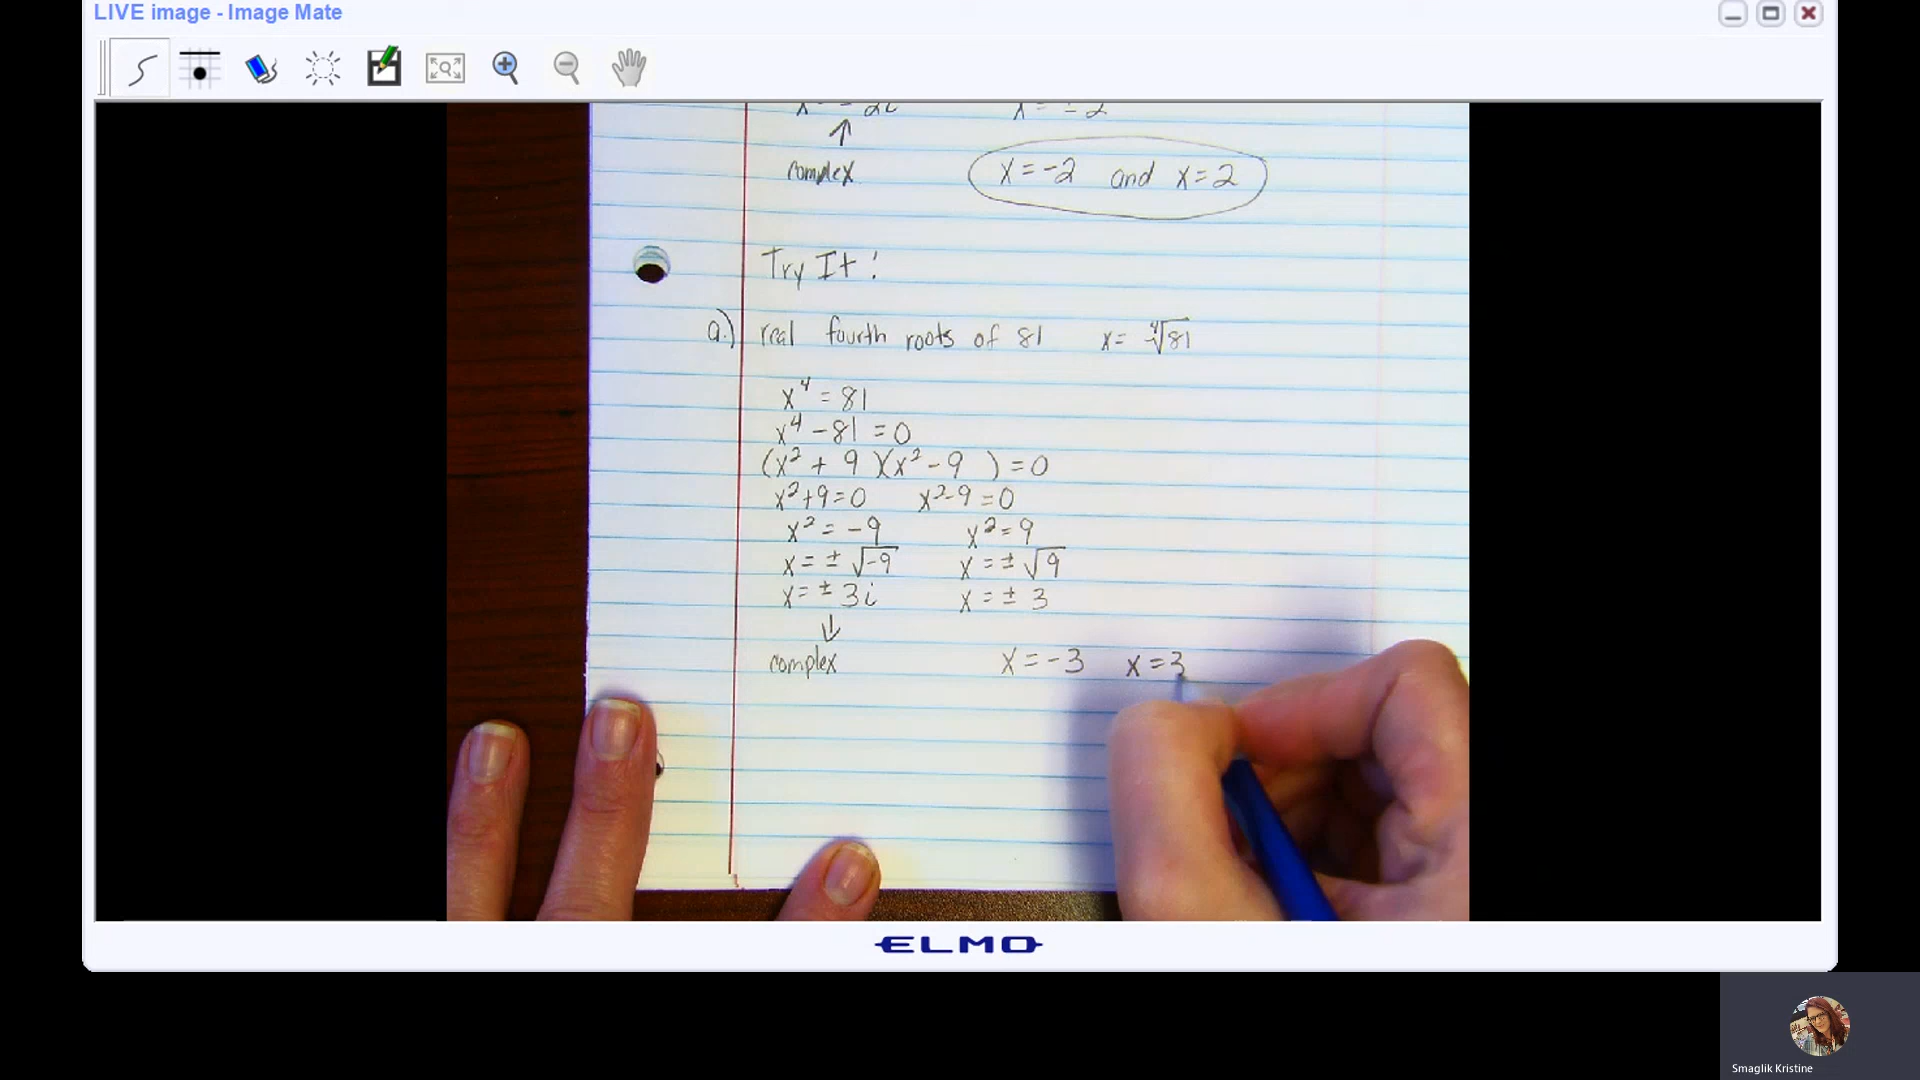 LIVE image - Image Mate
x = ± 2i x = ± 2
↑
complex x = -2 and x = 2
Try It!
a.) real fourth roots of 81 x = ∜81
x⁴ = 81
x⁴ - 81 = 0
(x² + 9)(x² - 9) = 0
x² + 9 = 0 x² - 9 = 0
x² = -9 x² = 9
x = ± √-9 x = ± √9
x = ± 3i x = ± 3
↓
complex x = -3 x = 3
ELMO
Smaglik Kristine